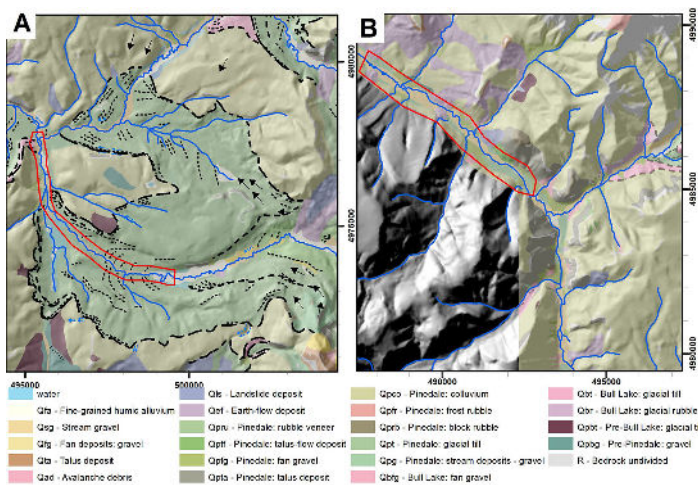 A
B
4980000
4975000
495000
500000
4990000
4985000
4980000
490000
495000
water
Qfa - Fine-grained humic alluvium
Qsg - Stream gravel
Qfg - Fan deposits: gravel
Qta - Talus deposit
Qad - Avalanche debris
Qls - Landslide deposit
Qef - Earth-flow deposit
Qpru - Pinedale: rubble veneer
Qptf - Pinedale: talus-flow deposit
Qpfg - Pinedale: fan gravel
Qpta - Pinedale: talus deposit
Qpco - Pinedale: colluvium
Qpfr - Pinedale: frost rubble
Qprb - Pinedale: block rubble
Qpt - Pinedale: glacial till
Qpg - Pinedale: stream deposits - gravel
Qbfg - Bull Lake: fan gravel
Qbt - Bull Lake: glacial till
Qbr - Bull Lake: glacial rubble
Qpbt - Pre-Bull Lake: glacial ti
Qpbg - Pre-Pinedale: gravel
R - Bedrock undivided